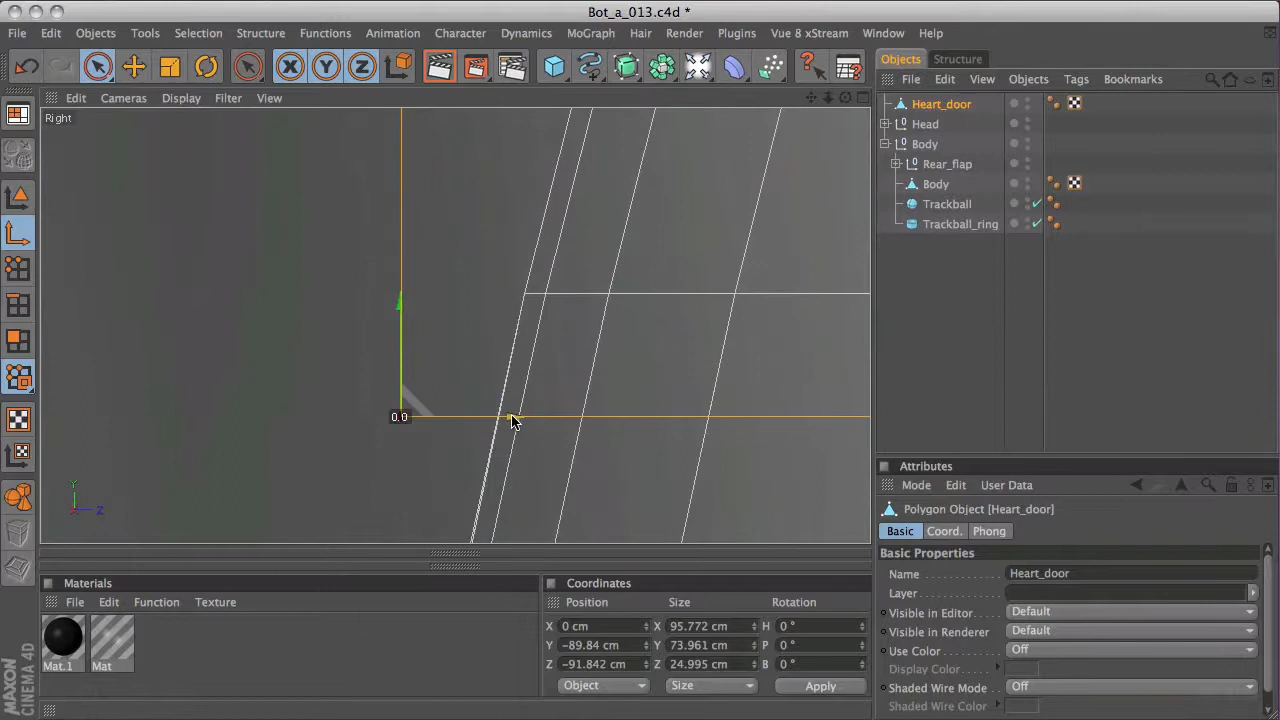 Bot_a_013.c4d *
File Edit Objects Tools Selection Structure Functions Animation Character Dynamics MoGraph Hair Render Plugins Vue 8 xStream Window Help
X Y Z
Objects Structure
Edit Cameras Display Filter View
File Edit View Objects Tags Bookmarks
Right
Heart_door
Head
Body
Rear_flap
Body
Trackball
Trackball_ring
0.0
Y
Z
Attributes
Mode Edit User Data
Polygon Object [Heart_door]
Basic Coord. Phong
Basic Properties
Name Heart_door
Layer
Visible in Editor Default
Visible in Renderer Default
Use Color Off
Display Color
Shaded Wire Mode Off
Shaded Wire Color
Materials
File Edit Function Texture
Mat.1 Mat
Coordinates
Position Size Rotation
X 0 cm X 95.772 cm H 0 °
Y -89.84 cm Y 73.961 cm P 0 °
Z -91.842 cm Z 24.995 cm B 0 °
Object Size Apply
MAXON
CINEMA 4D